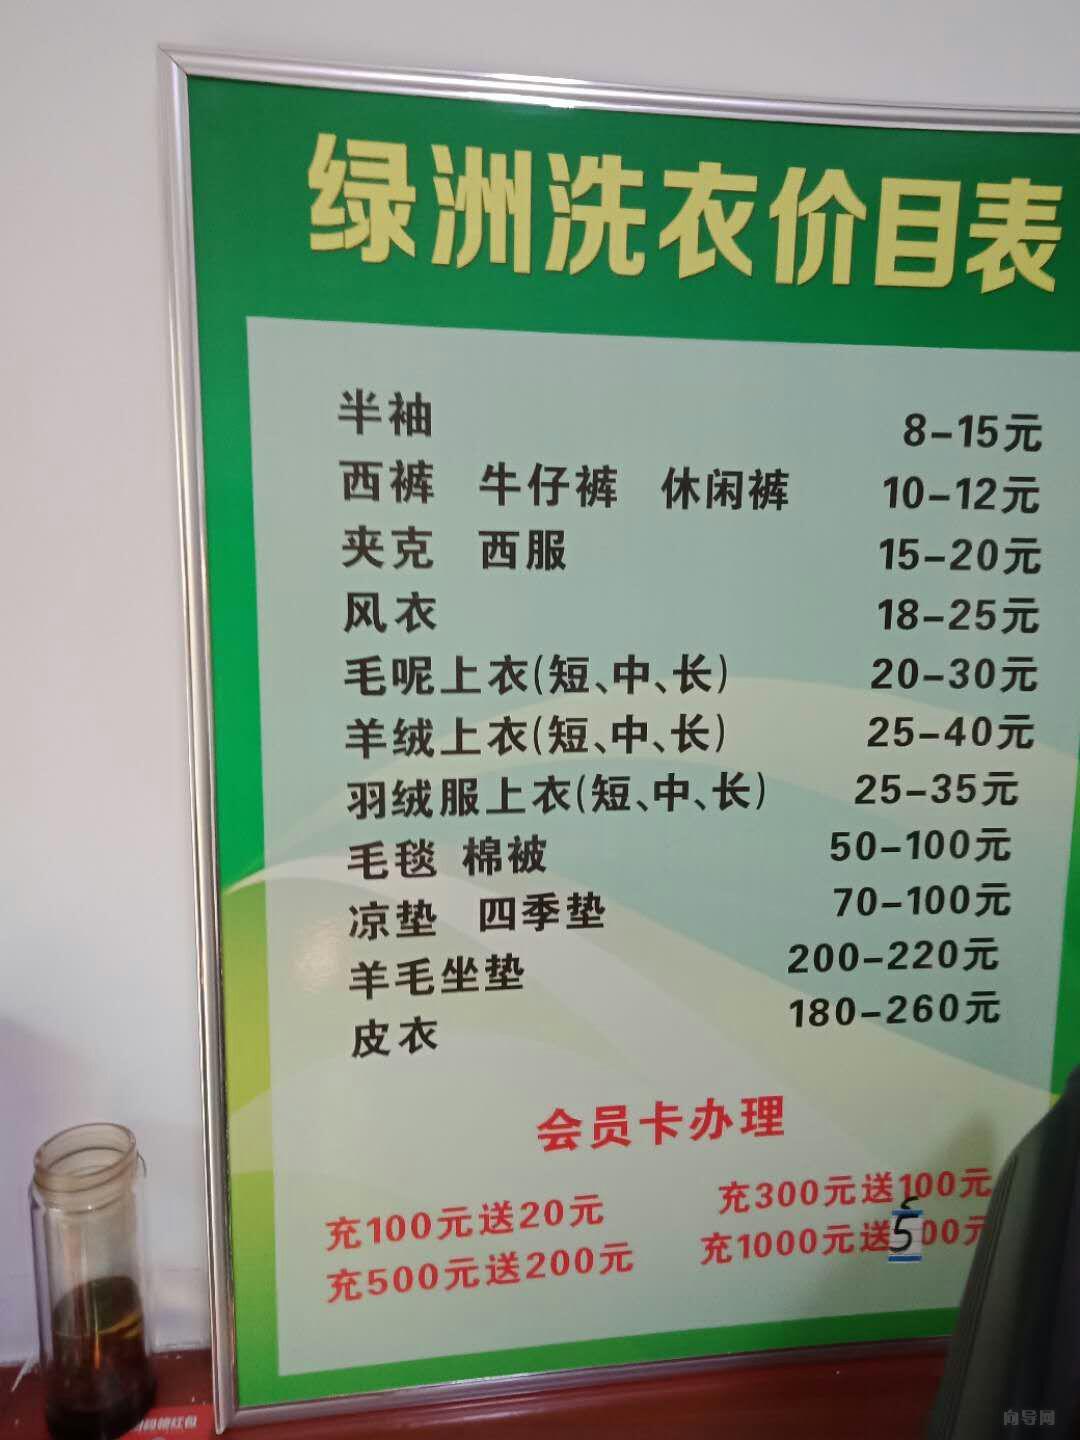 绿洲洗衣价目表
半袖 8-15元
西裤 牛仔裤 休闲裤 10-12元
夹克 西服 15-20元
风衣 18-25元
毛呢上衣(短、中、长) 20-30元
羊绒上衣(短、中、长) 25-40元
羽绒服上衣(短、中、长) 25-35元
毛毯 棉被 50-100元
凉垫 四季垫 70-100元
羊毛坐垫 200-220元
皮衣 180-260元
会员卡办理
充100元送20元 充300元送100元
充500元送200元 充1000元送500元
向导网